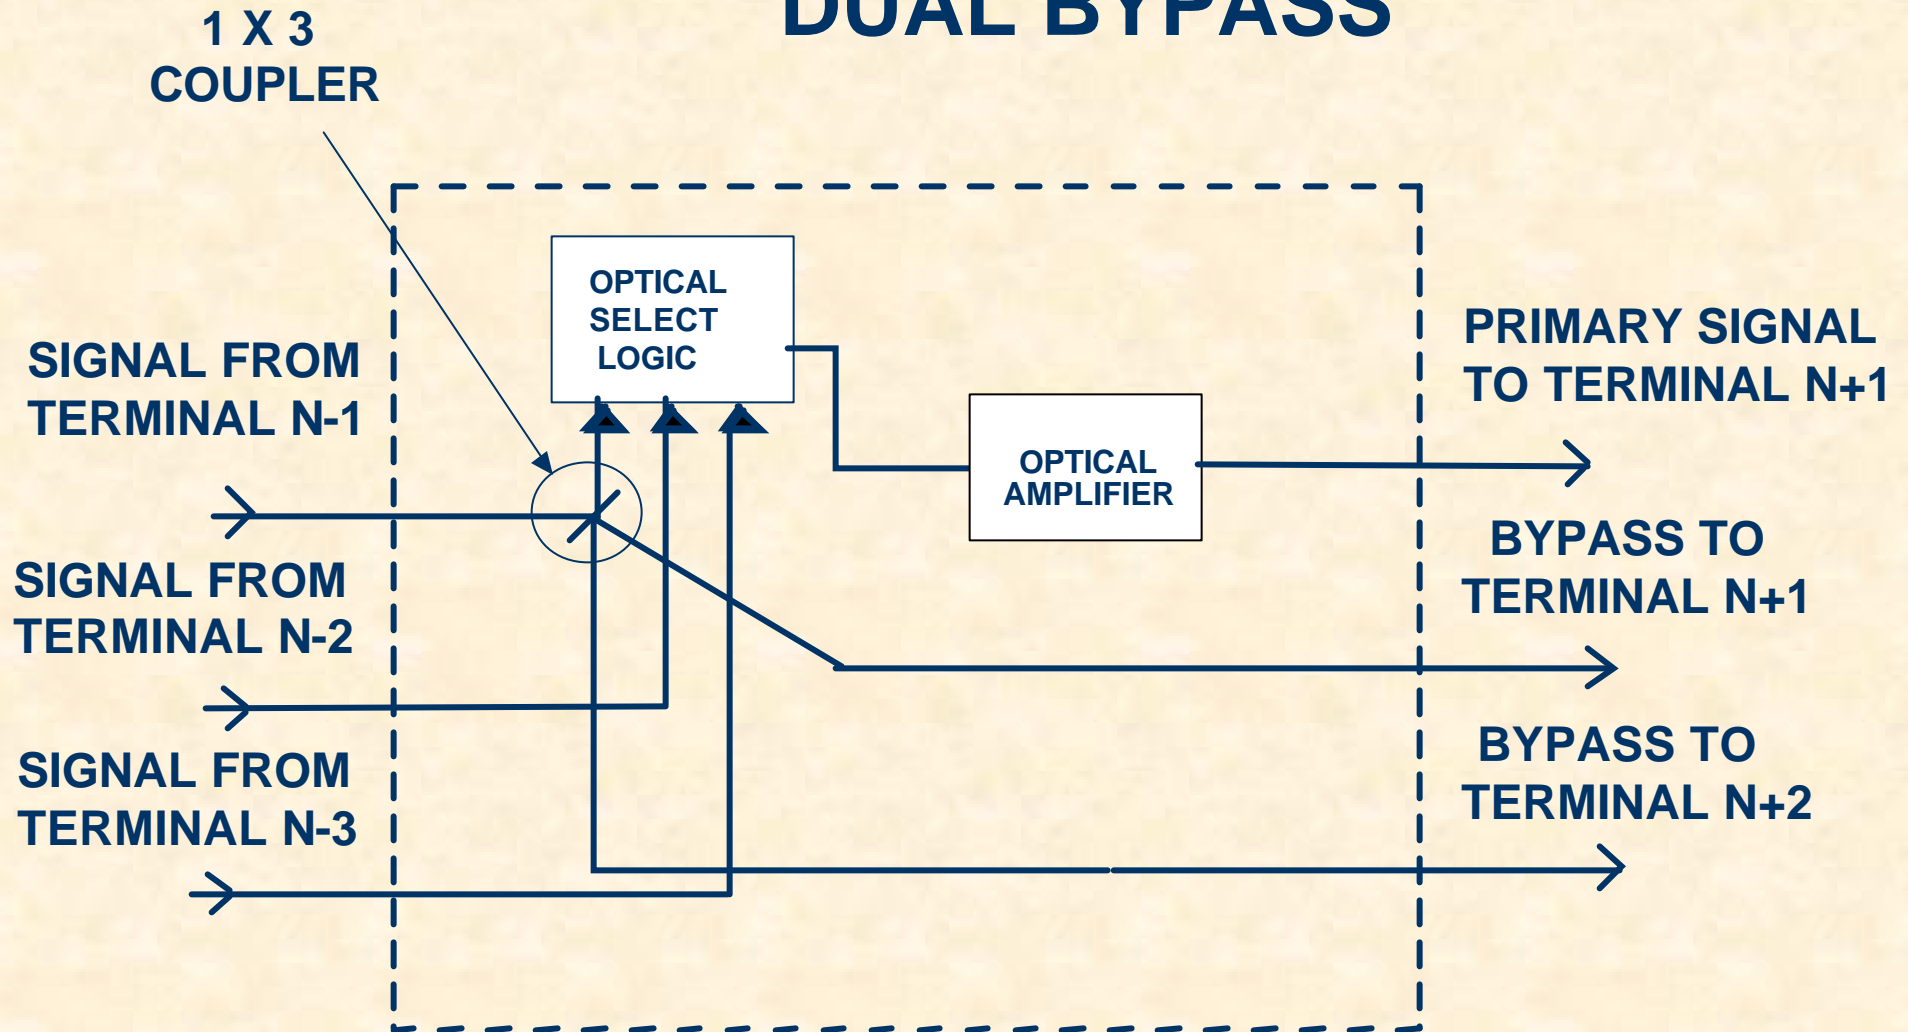 DUAL BYPASS
1 X 3
COUPLER
OPTICAL
SELECT
LOGIC
SIGNAL FROM
TERMINAL N-1
PRIMARY SIGNAL
TO TERMINAL N+1
OPTICAL
AMPLIFIER
SIGNAL FROM
TERMINAL N-2
BYPASS TO
TERMINAL N+1
SIGNAL FROM
TERMINAL N-3
BYPASS TO
TERMINAL N+2